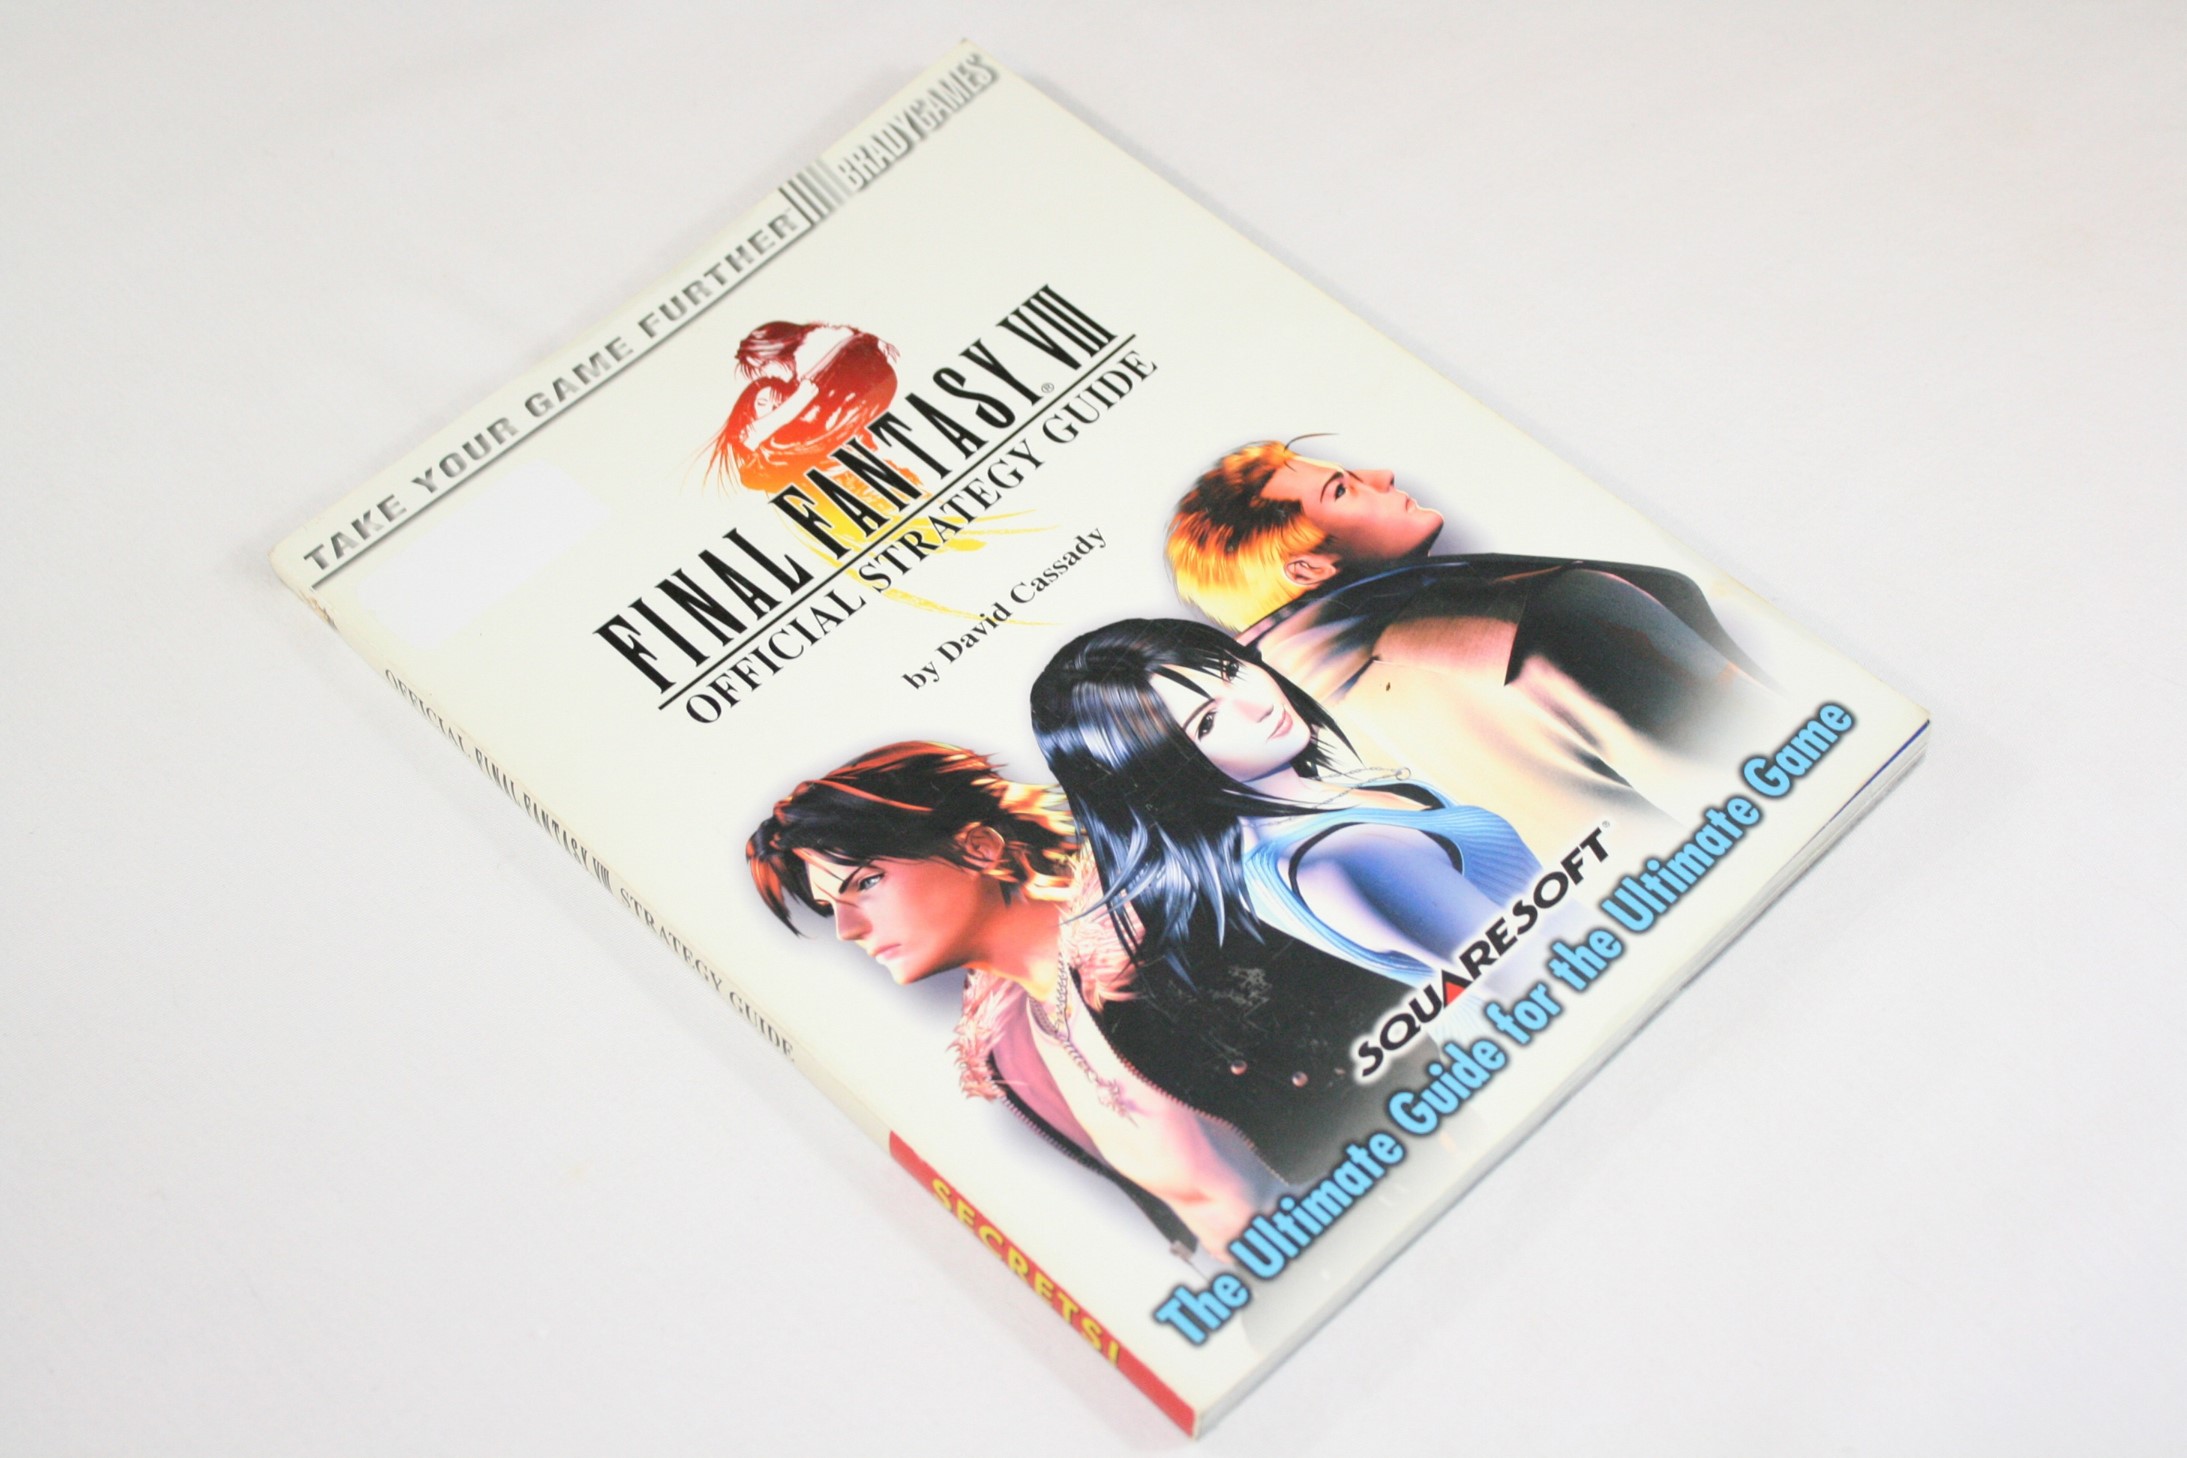 TAKE YOUR GAME FURTHER™ BRADYGAMES
FINAL FANTASY® VIII
OFFICIAL STRATEGY GUIDE
by David Cassady
SQUARESOFT®
The Ultimate Guide for the Ultimate Game
OFFICIAL FINAL FANTASY VIII STRATEGY GUIDE
SECRETS!